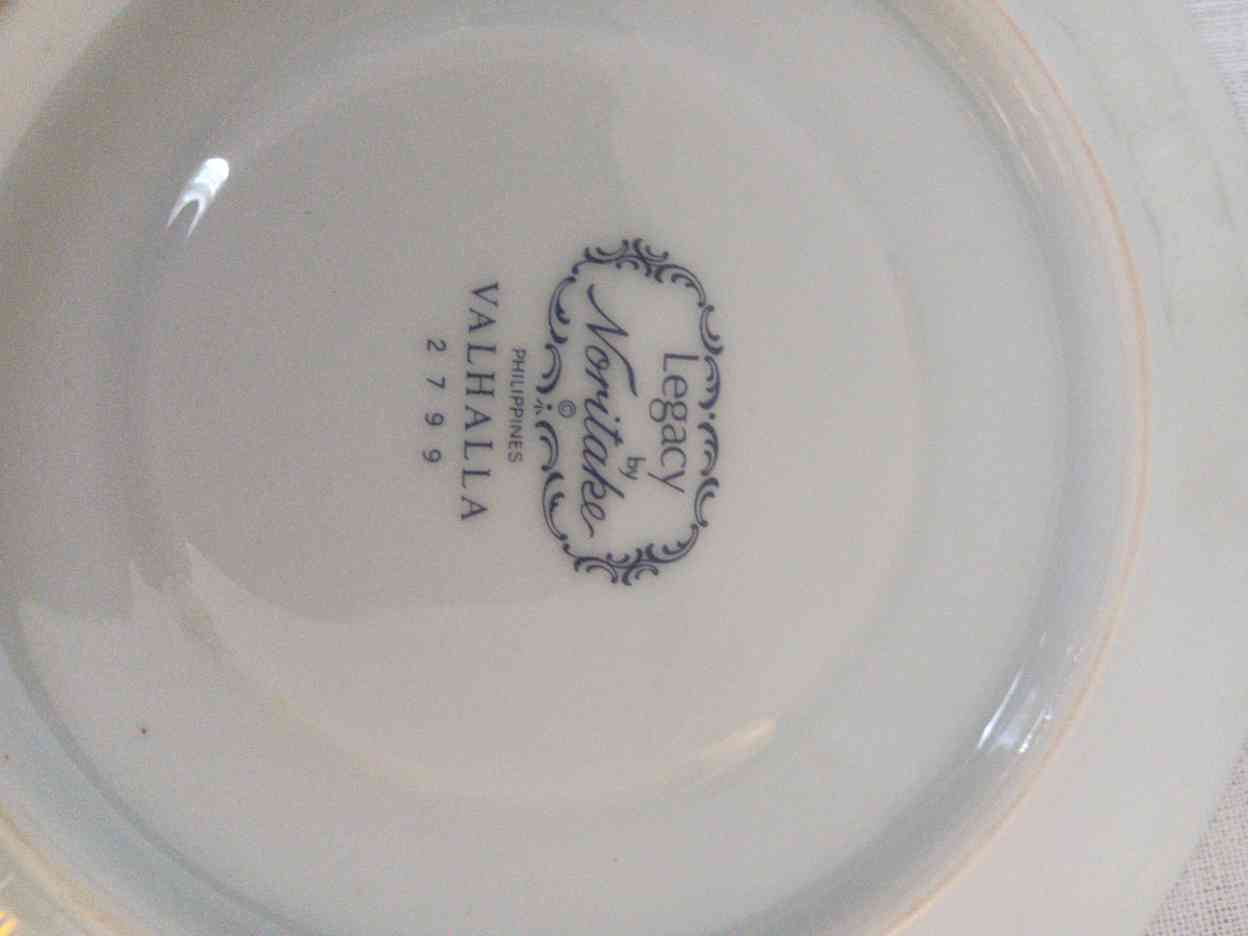 Legacy
by
Noritake
©
PHILIPPINES
VALHALLA
2799